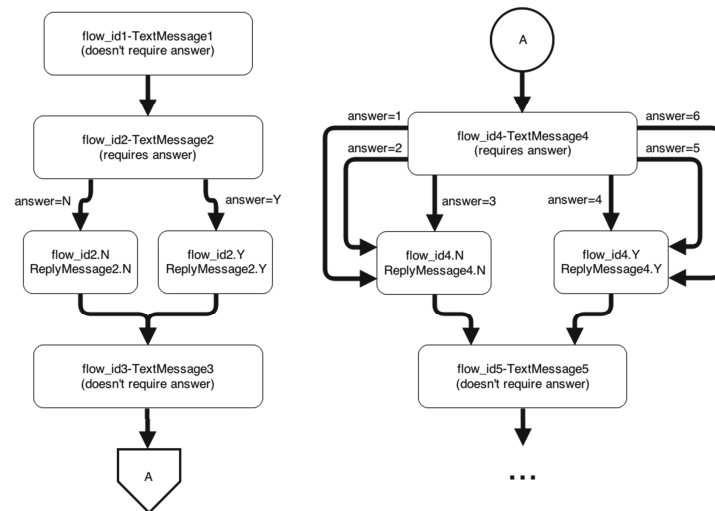 flow_id1-TextMessage1
(doesn't require answer)
flow_id2-TextMessage2
(requires answer)
answer=N
answer=Y
flow_id2.N
ReplyMessage2.N
flow_id2.Y
ReplyMessage2.Y
flow_id3-TextMessage3
(doesn't require answer)
A
A
answer=1
answer=6
flow_id4-TextMessage4
(requires answer)
answer=2
answer=5
answer=3
answer=4
flow_id4.N
ReplyMessage4.N
flow_id4.Y
ReplyMessage4.Y
flow_id5-TextMessage5
(doesn't require answer)
...